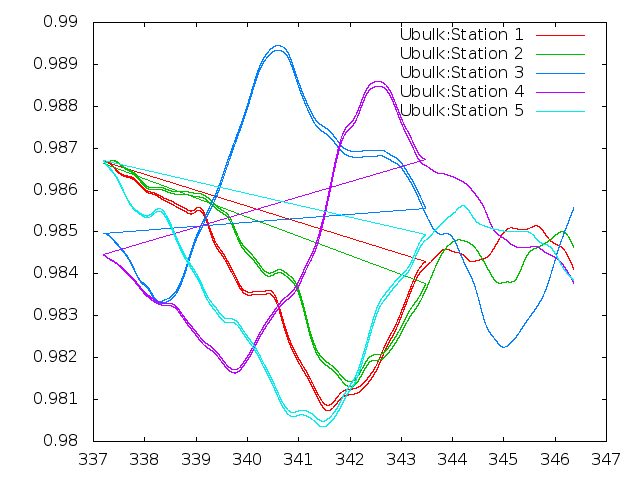 0.99
0.989
0.988
0.987
0.986
0.985
0.984
0.983
0.982
0.981
0.98
337 338 339 340 341 342 343 344 345 346 347
Ubulk:Station 1
Ubulk:Station 2
Ubulk:Station 3
Ubulk:Station 4
Ubulk:Station 5